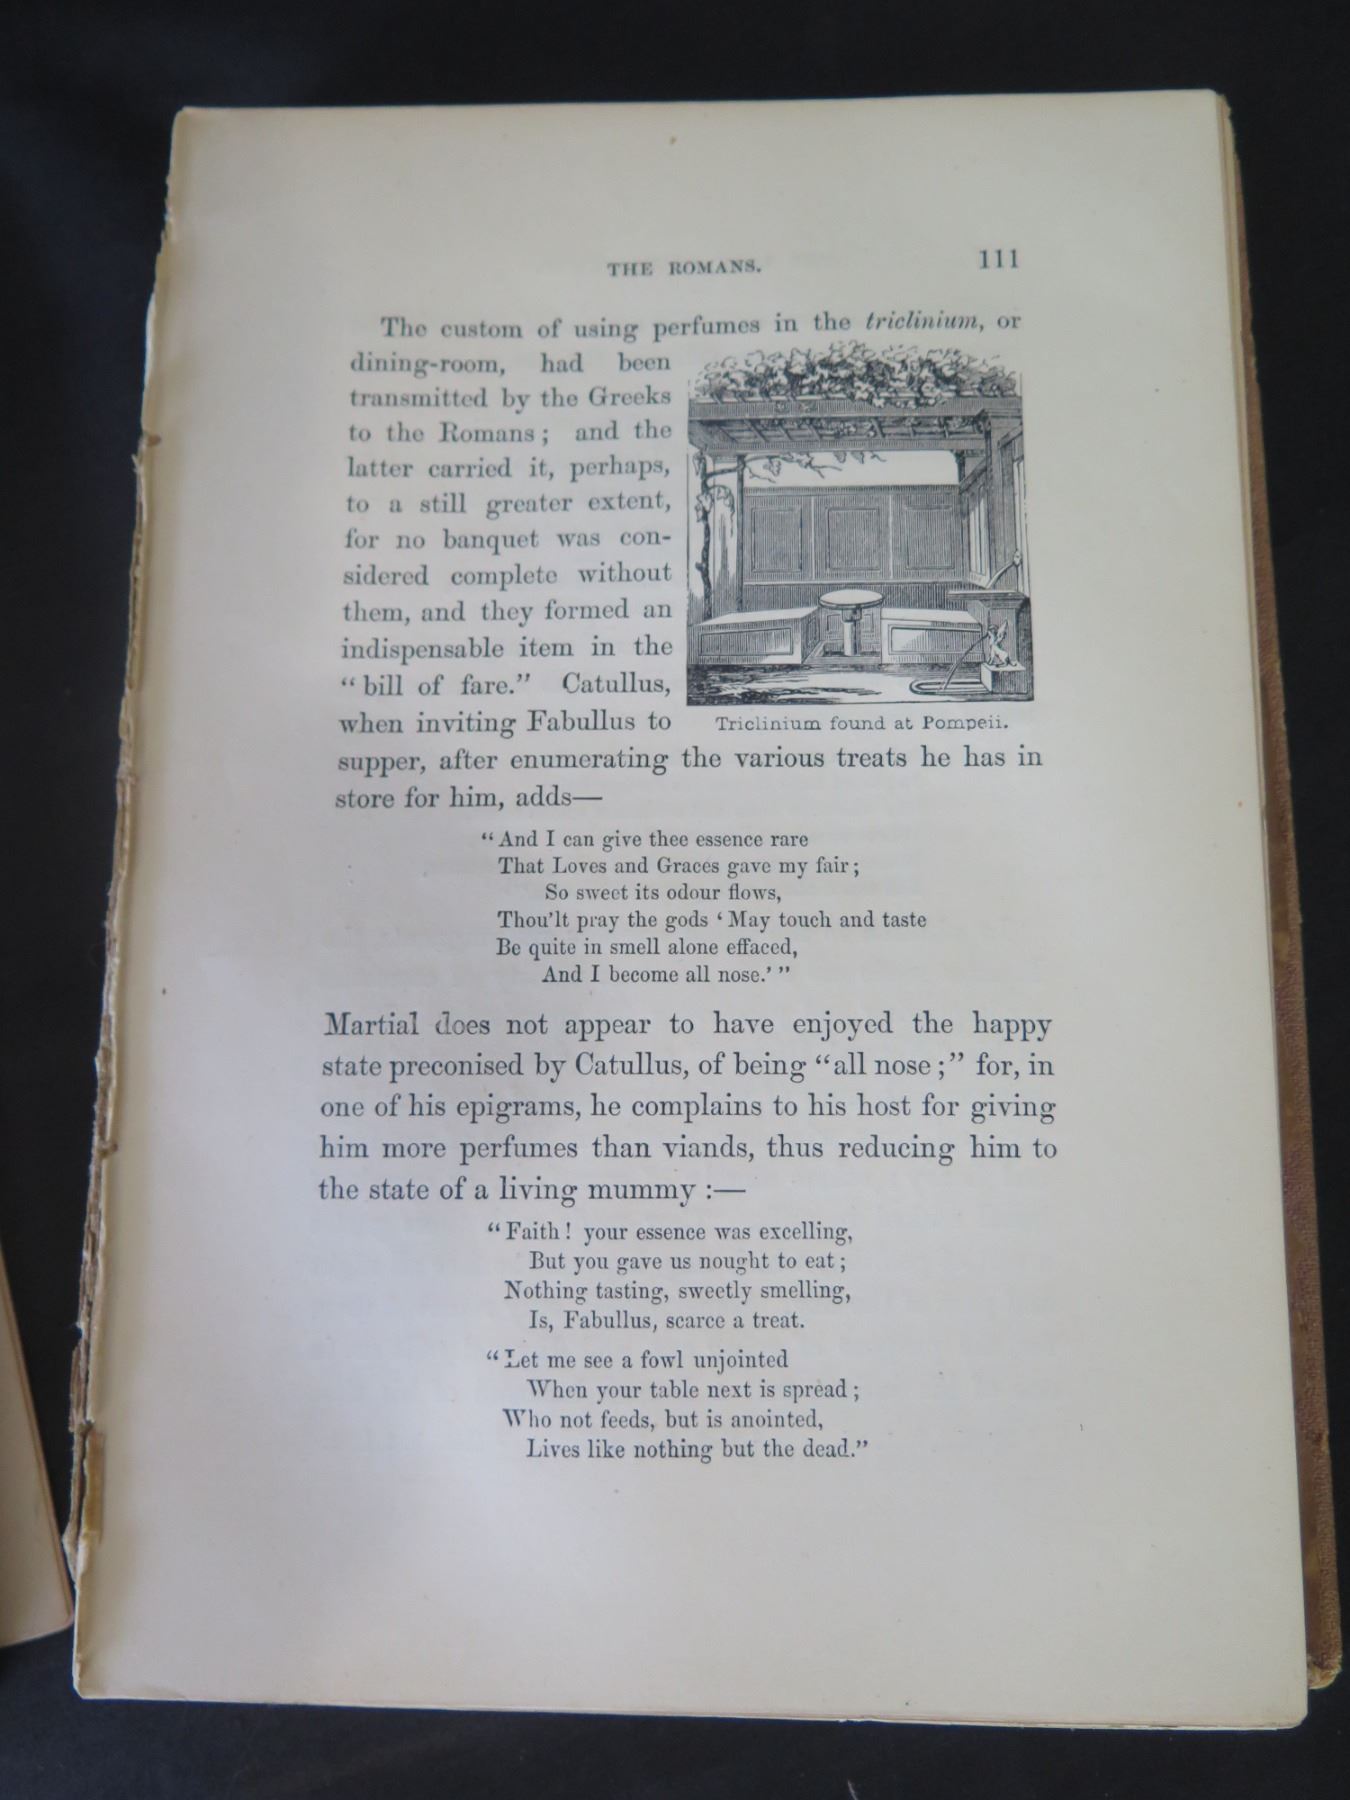 THE ROMANS. 111
The custom of using perfumes in the triclinium, or
dining-room, had been
transmitted by the Greeks
to the Romans; and the
latter carried it, perhaps,
to a still greater extent,
for no banquet was con-
sidered complete without
them, and they formed an
indispensable item in the
“bill of fare.” Catullus,
when inviting Fabullus to
Triclinium found at Pompeii.
supper, after enumerating the various treats he has in
store for him, adds—
“And I can give thee essence rare
That Loves and Graces gave my fair;
So sweet its odour flows,
Thou’lt pray the gods ‘May touch and taste
Be quite in smell alone effaced,
And I become all nose.’”
Martial does not appear to have enjoyed the happy
state preconised by Catullus, of being “all nose;” for, in
one of his epigrams, he complains to his host for giving
him more perfumes than viands, thus reducing him to
the state of a living mummy:—
“Faith! your essence was excelling,
But you gave us nought to eat;
Nothing tasting, sweetly smelling,
Is, Fabullus, scarce a treat.
“Let me see a fowl unjointed
When your table next is spread;
Who not feeds, but is anointed,
Lives like nothing but the dead.”